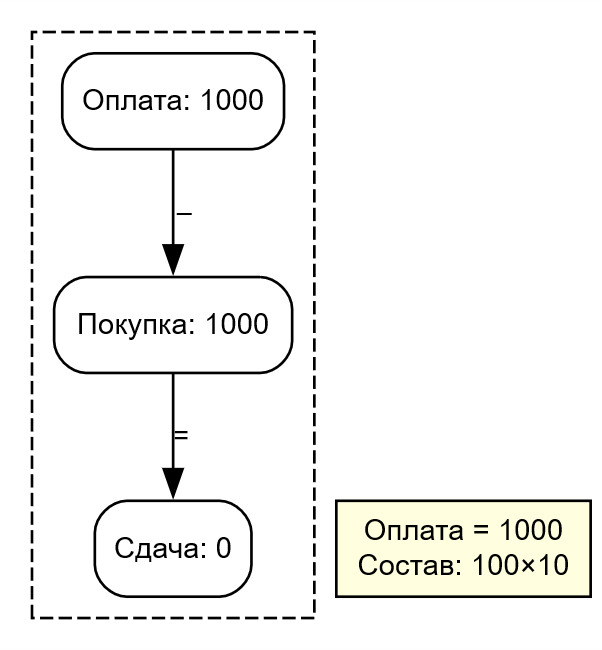 Оплата: 1000
–
Покупка: 1000
=
Сдача: 0
Оплата = 1000
Состав: 100×10